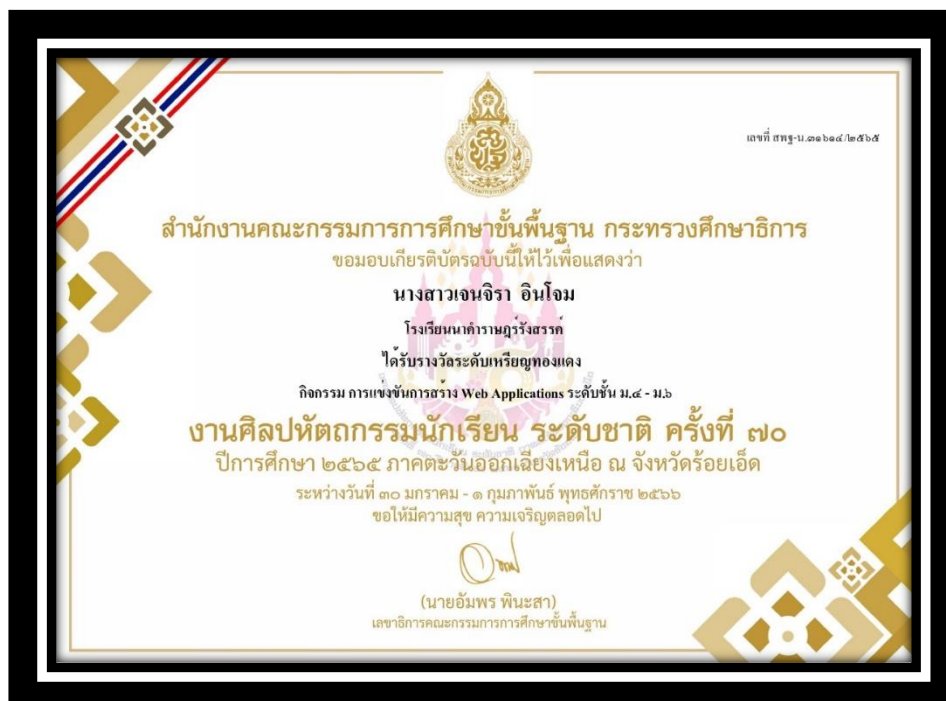 เลขที่ สพฐ-น.๓๑๖๑๔/๒๕๖๕
สำนักงานคณะกรรมการการศึกษาขั้นพื้นฐาน กระทรวงศึกษาธิการ
ขอมอบเกียรติบัตรฉบับนี้ให้ไว้เพื่อแสดงว่า
นางสาวเจนจิรา อินโจม
โรงเรียนนาคำราษฎร์รังสรรค์
ได้รับรางวัลระดับเหรียญทองแดง
กิจกรรม การแข่งขันการสร้าง Web Applications ระดับชั้น ม.๔ - ม.๖
งานศิลปหัตถกรรมนักเรียน ระดับชาติ ครั้งที่ ๗๐
ปีการศึกษา ๒๕๖๕ ภาคตะวันออกเฉียงเหนือ ณ จังหวัดร้อยเอ็ด
ระหว่างวันที่ ๓๐ มกราคม - ๑ กุมภาพันธ์ พุทธศักราช ๒๕๖๖
ขอให้มีความสุข ความเจริญตลอดไป
(นายอัมพร พินะสา)
เลขาธิการคณะกรรมการการศึกษาขั้นพื้นฐาน